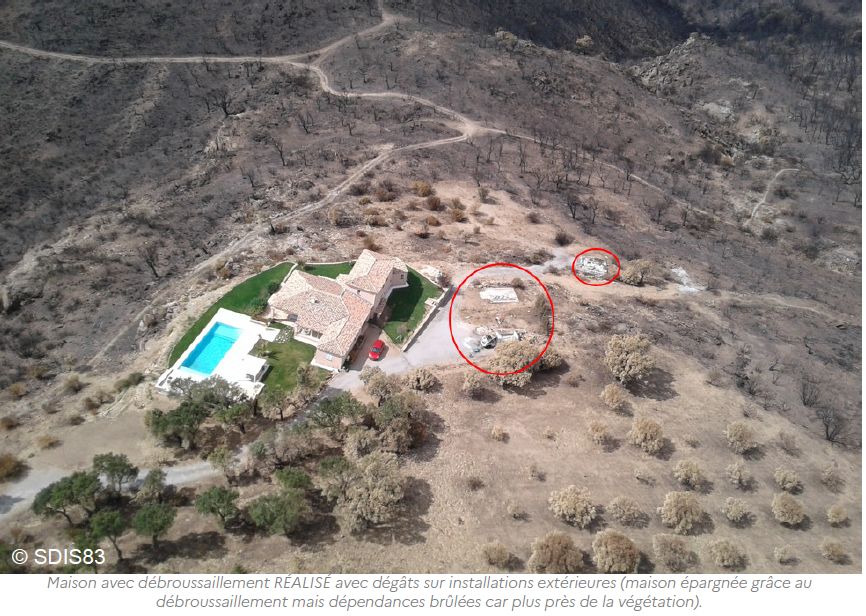 © SDIS83
Maison avec débroussaillement RÉALISÉ avec dégâts sur installations extérieures (maison épargnée grâce au
débroussaillement mais dépendances brûlées car plus près de la végétation).